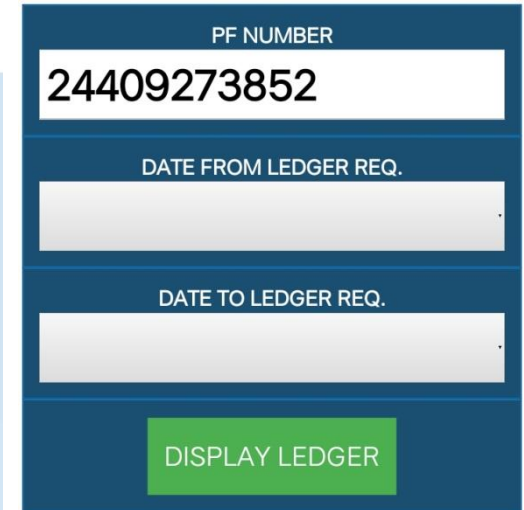 PF NUMBER
24409273852
DATE FROM LEDGER REQ.
DATE TO LEDGER REQ.
DISPLAY LEDGER